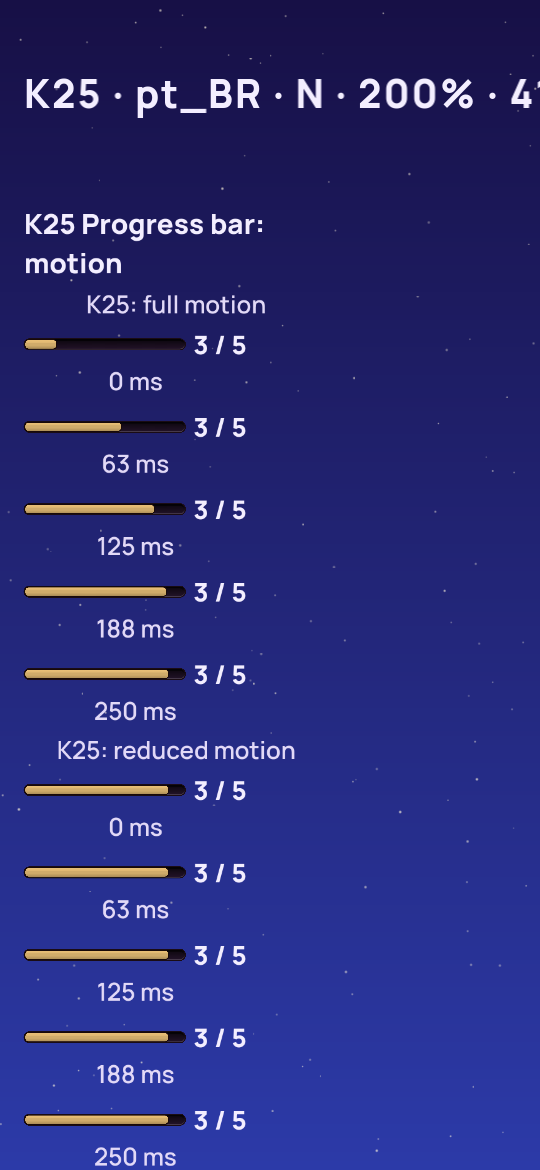 K25 · pt_BR · N · 200% · 4
K25 Progress bar:
motion
K25: full motion
3 / 5
0 ms
3 / 5
63 ms
3 / 5
125 ms
3 / 5
188 ms
3 / 5
250 ms
K25: reduced motion
3 / 5
0 ms
3 / 5
63 ms
3 / 5
125 ms
3 / 5
188 ms
3 / 5
250 ms